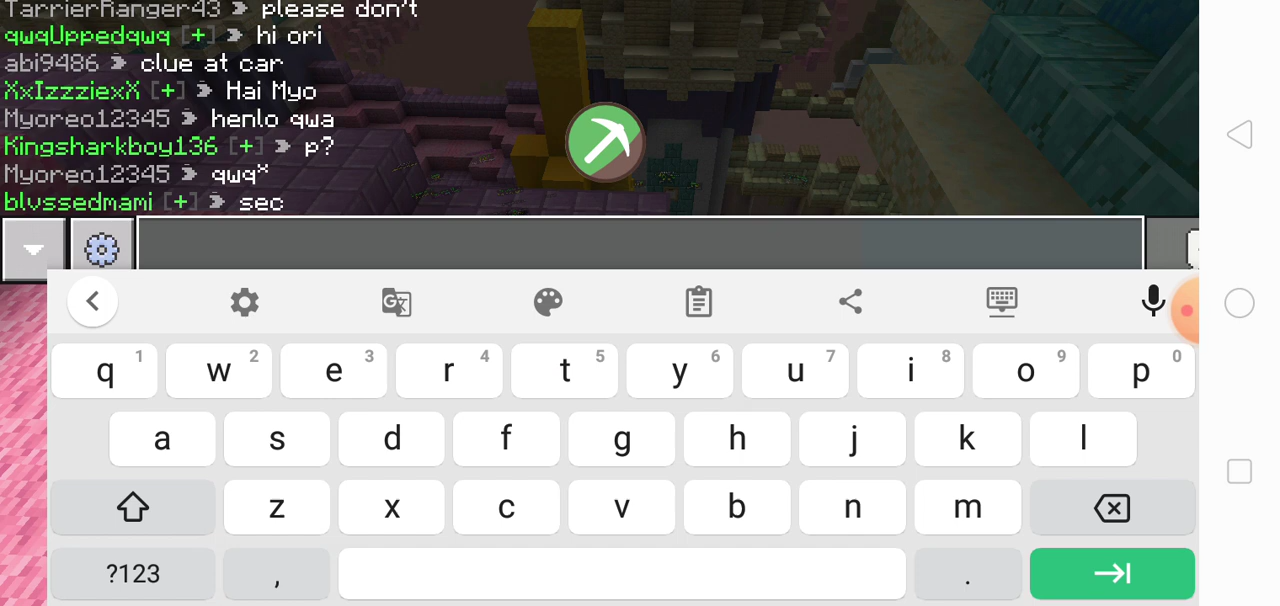 TarrierRanger43 » please don't
qwqUppedqwq [+] » hi ori
abi9486 » clue at can
XxIzzziexX [+] » Hai Myo
Myoreo12345 » henlo qwa
Kingsharkboy136 [+] » p?
Myoreo12345 » qwq×
blvssedmami [+] » sec
q 1 w 2 e 3 r 4 t 5 y 6 u 7 i 8 o 9 p 0
a s d f g h j k l
z x c v b n m
?123 , .